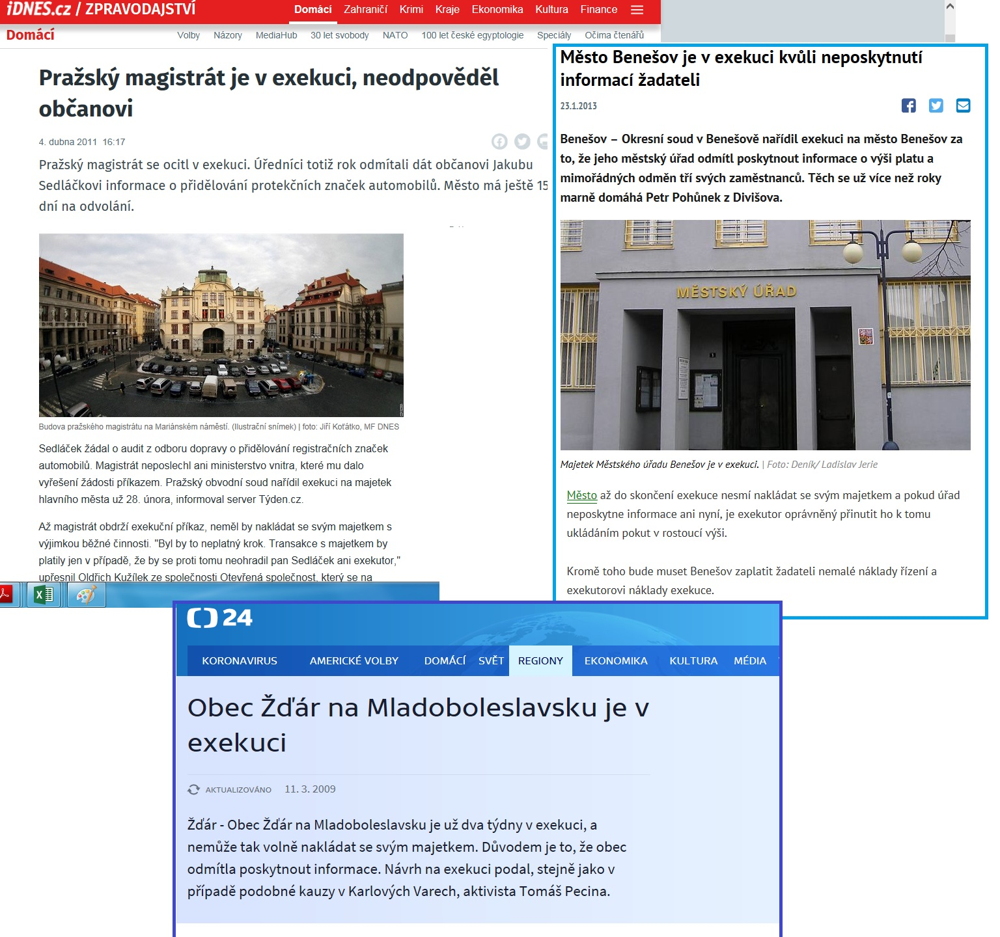 iDNES.cz / ZPRAVODAJSTVÍ
Domácí Zahraničí Krimi Kraje Ekonomika Kultura Finance
Domácí
Volby Názory MediaHub 30 let svobody NATO 100 let české egyptologie Speciály Očima čtenářů
Pražský magistrát je v exekuci, neodpověděl
občanovi
4. dubna 2011 16:17
Pražský magistrát se ocitl v exekuci. Úředníci totiž rok odmítali dát občanovi Jakubu
Sedláčkovi informace o přidělování protekčních značek automobilů. Město má ještě 15
dní na odvolání.
Budova pražského magistrátu na Mariánském náměstí. (Ilustrační snímek) | foto: Jiří Koťátko, MF DNES
Sedláček žádal o audit z odboru dopravy o přidělování registračních značek
automobilů. Magistrát neposlechl ani ministerstvo vnitra, které mu dalo
vyřešení žádosti příkazem. Pražský obvodní soud nařídil exekuci na majetek
hlavního města už 28. února, informoval server Týden.cz.
Až magistrát obdrží exekuční příkaz, neměl by nakládat se svým majetkem s
výjimkou běžné činnosti. "Byl by to neplatný krok. Transakce s majetkem by
platily jen v případě, že by se proti tomu neohradil pan Sedláček ani exekutor,"
upřesnil Oldřich Kužílek ze společnosti Otevřená společnost, který se na
Město Benešov je v exekuci kvůli neposkytnutí
informací žadateli
23.1.2013
Benešov – Okresní soud v Benešově nařídil exekuci na město Benešov za
to, že jeho městský úřad odmítl poskytnout informace o výši platu a
mimořádných odměn tří svých zaměstnanců. Těch se už více než roky
marně domáhá Petr Pohůnek z Divišova.
MĚSTSKÝ ÚŘAD
Majetek Městského úřadu Benešov je v exekuci. | Foto: Deník/ Ladislav Jerie
Město až do skončení exekuce nesmí nakládat se svým majetkem a pokud úřad
neposkytne informace ani nyní, je exekutor oprávněný přinutit ho k tomu
ukládáním pokut v rostoucí výši.
Kromě toho bude muset Benešov zaplatit žadateli nemalé náklady řízení a
exekutorovi náklady exekuce.
24
KORONAVIRUS AMERICKÉ VOLBY DOMÁCÍ SVĚT REGIONY EKONOMIKA KULTURA MÉDIA
Obec Žďár na Mladoboleslavsku je v
exekuci
AKTUALIZOVÁNO 11. 3. 2009
Žďár - Obec Žďár na Mladoboleslavsku je už dva týdny v exekuci, a
nemůže tak volně nakládat se svým majetkem. Důvodem je to, že obec
odmítla poskytnout informace. Návrh na exekuci podal, stejně jako v
případě podobné kauzy v Karlových Varech, aktivista Tomáš Pecina.